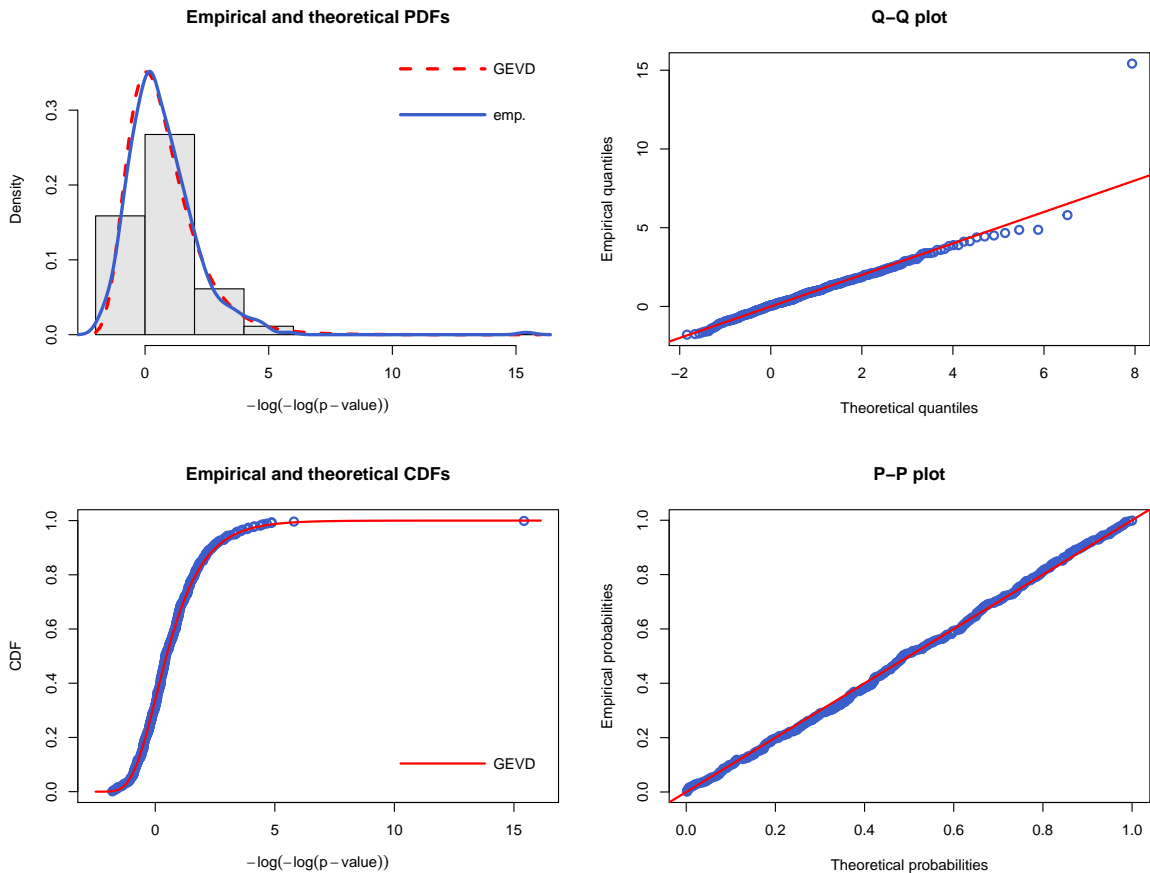 Empirical and theoretical PDFs
GEVD
emp.
Density
0.0 0.1 0.2 0.3
0 5 10 15
−log(−log(p−value))
Q−Q plot
Empirical quantiles
0 5 10 15
−2 0 2 4 6 8
Theoretical quantiles
Empirical and theoretical CDFs
CDF
0.0 0.2 0.4 0.6 0.8 1.0
GEVD
0 5 10 15
−log(−log(p−value))
P−P plot
Empirical probabilities
0.0 0.2 0.4 0.6 0.8 1.0
0.0 0.2 0.4 0.6 0.8 1.0
Theoretical probabilities